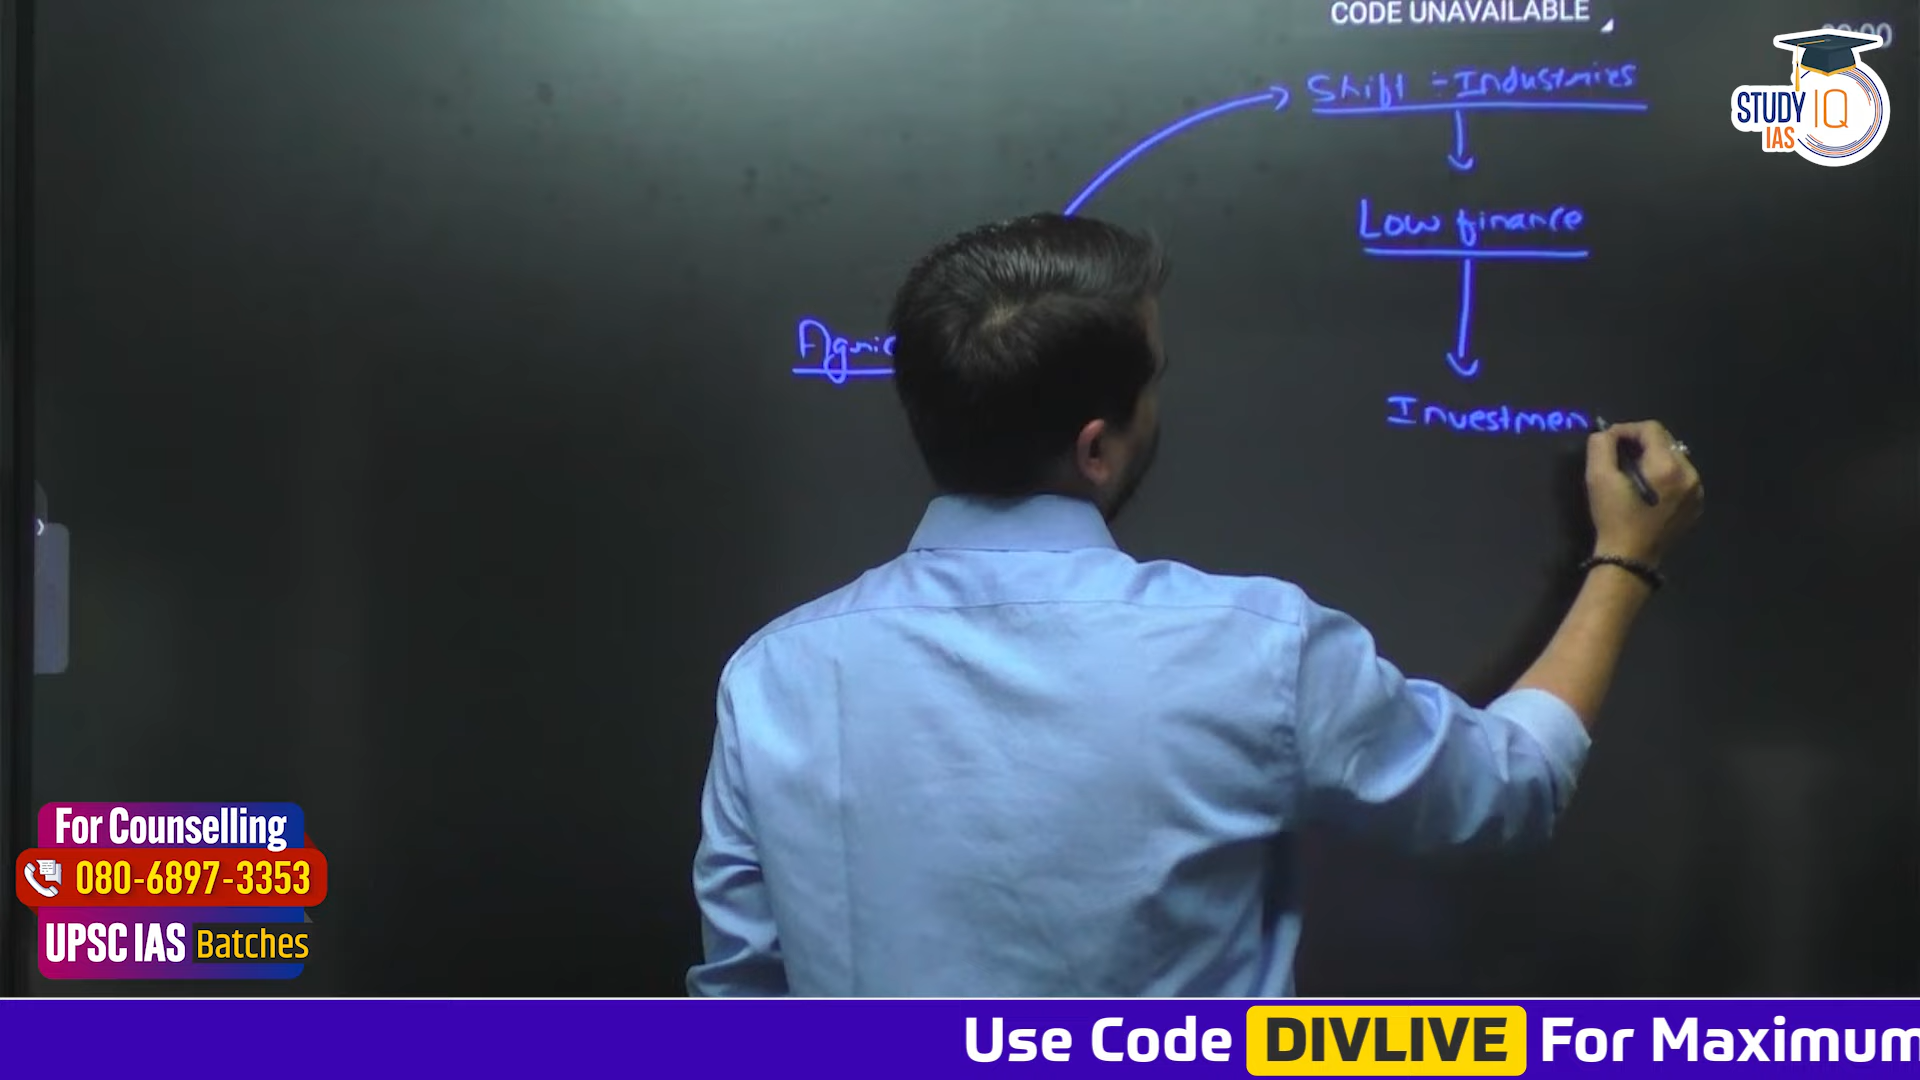 CODE UNAVAILABLE
Shift :- Industries
STUDY IQ
IAS
Low finance
Agric
Investmen
For Counselling
080-6897-3353
UPSC IAS Batches
Use Code DIVLIVE For Maximum